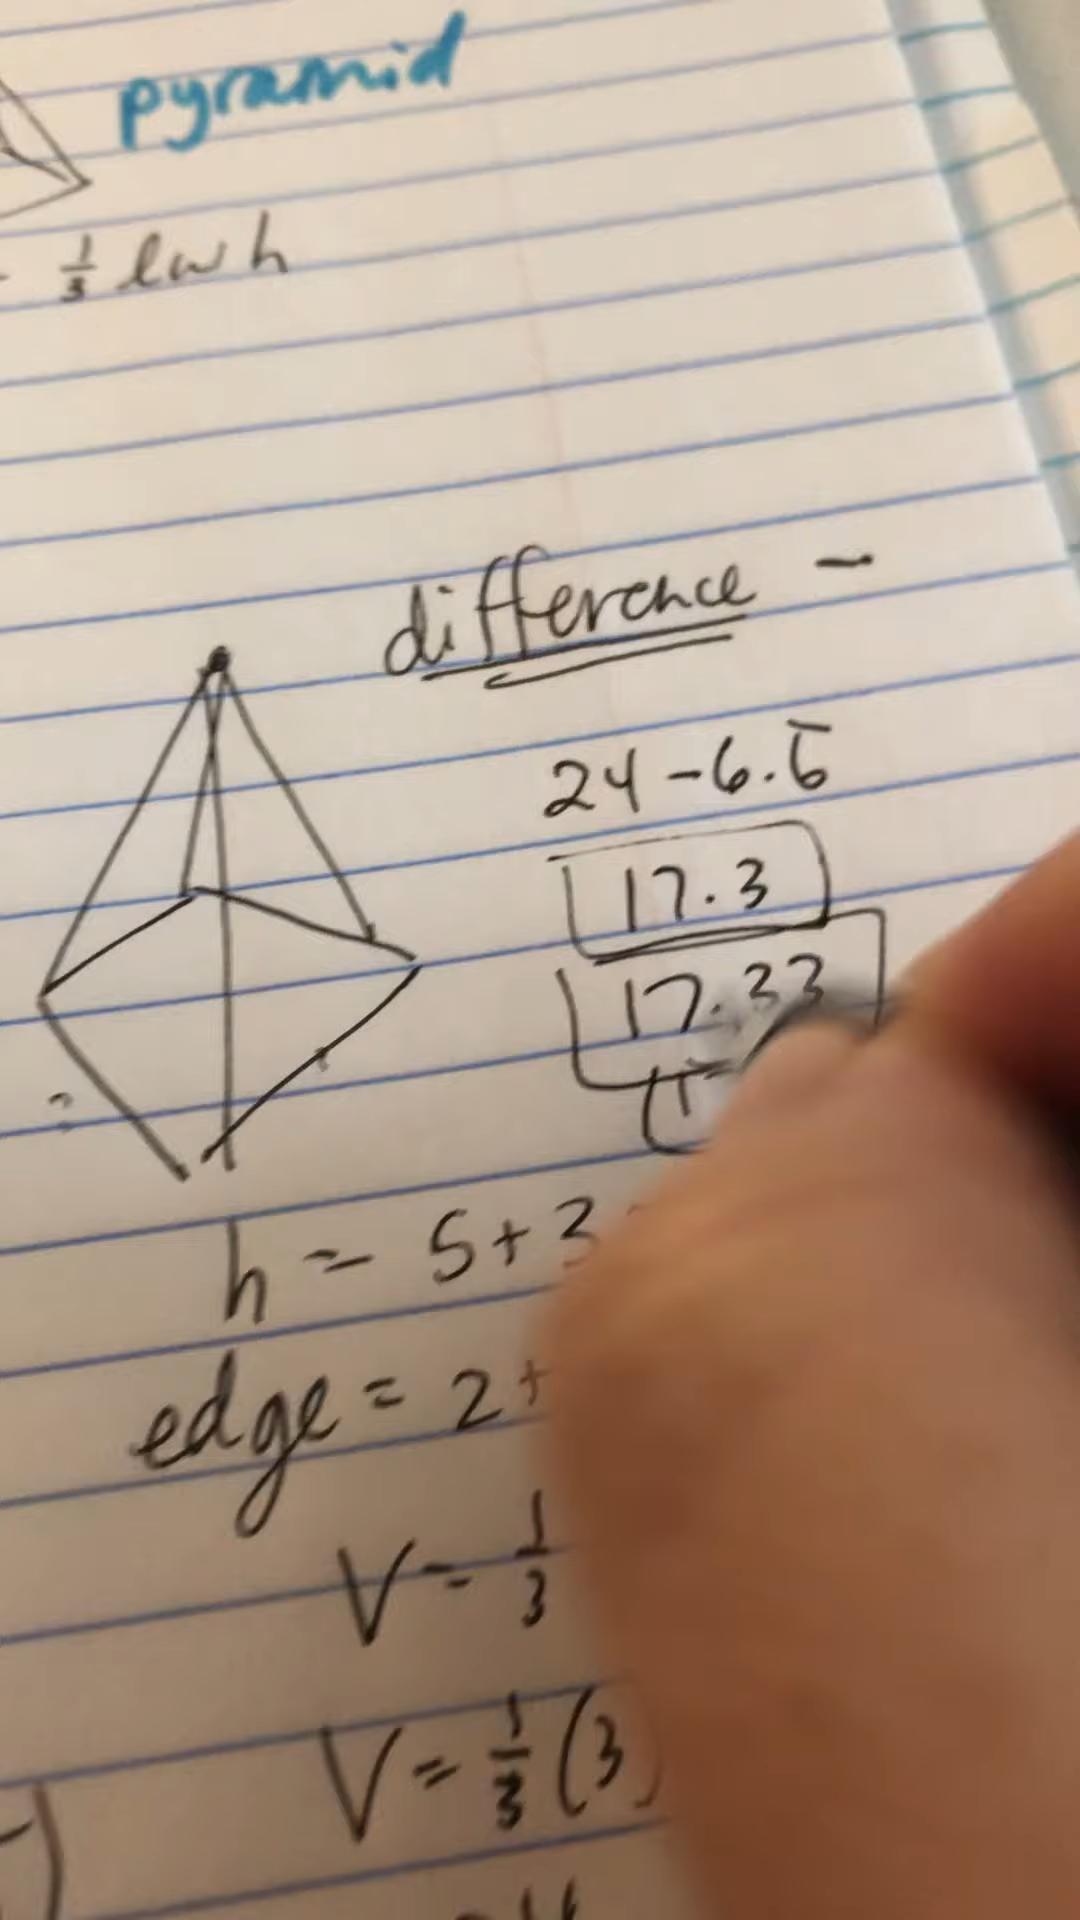 pyramid
1/3 lwh
difference -
24 - 6.6̅
17.3
17.33
h = 5+3
edge = 2+
V = 1/3
V = 1/3 (3